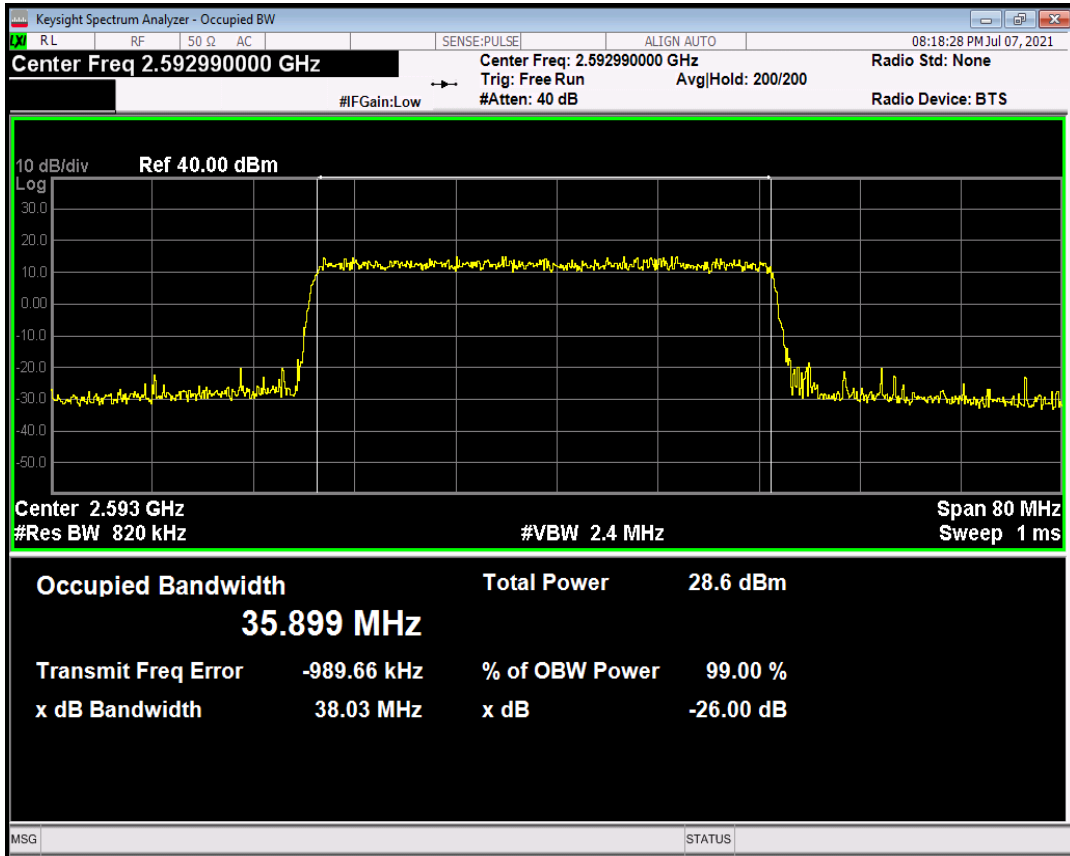 Keysight Spectrum Analyzer - Occupied BW
LXI RL RF 50 Ω AC SENSE:PULSE ALIGN AUTO 08:18:28 PM Jul 07, 2021
Center Freq 2.592990000 GHz
Center Freq: 2.592990000 GHz
Radio Std: None
Trig: Free Run Avg|Hold: 200/200
#IFGain:Low #Atten: 40 dB Radio Device: BTS
10 dB/div Ref 40.00 dBm
Log
30.0
20.0
10.0
0.00
-10.0
-20.0
-30.0
-40.0
-50.0
Center 2.593 GHz Span 80 MHz
#Res BW 820 kHz #VBW 2.4 MHz Sweep 1 ms
Occupied Bandwidth Total Power 28.6 dBm
35.899 MHz
Transmit Freq Error -989.66 kHz % of OBW Power 99.00 %
x dB Bandwidth 38.03 MHz x dB -26.00 dB
MSG STATUS